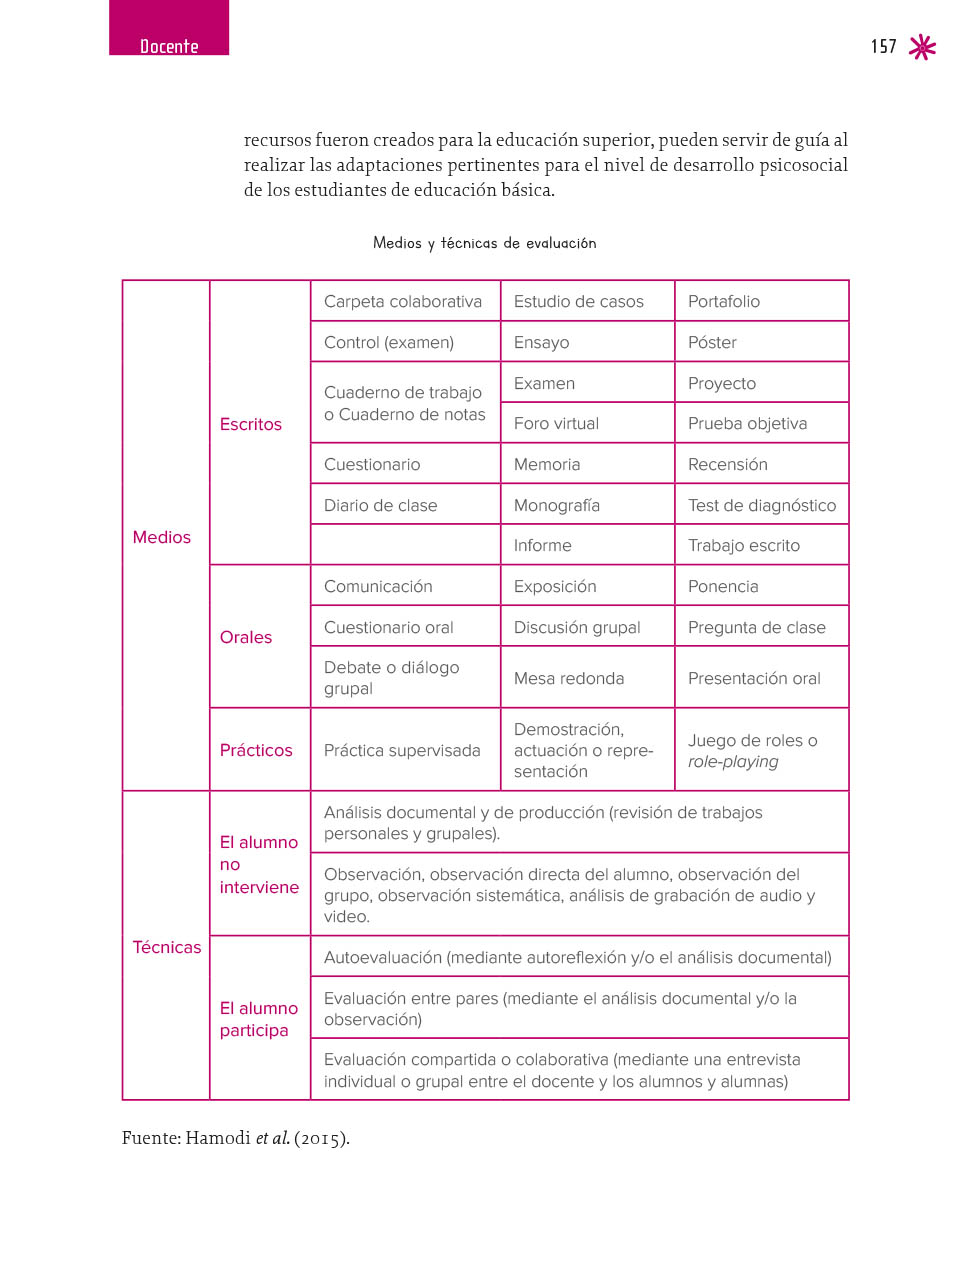 Docente
157
recursos fueron creados para la educación superior, pueden servir de guía al
realizar las adaptaciones pertinentes para el nivel de desarrollo psicosocial
de los estudiantes de educación básica.
Medios y técnicas de evaluación
Medios
Escritos
Carpeta colaborativa
Estudio de casos
Portafolio
Control (examen)
Ensayo
Póster
Cuaderno de trabajo
o Cuaderno de notas
Examen
Proyecto
Foro virtual
Prueba objetiva
Cuestionario
Memoria
Recensión
Diario de clase
Monografía
Test de diagnóstico
Informe
Trabajo escrito
Orales
Comunicación
Exposición
Ponencia
Cuestionario oral
Discusión grupal
Pregunta de clase
Debate o diálogo
grupal
Mesa redonda
Presentación oral
Prácticos
Práctica supervisada
Demostración,
actuación o repre-
sentación
Juego de roles o
role-playing
Técnicas
El alumno
no
interviene
Análisis documental y de producción (revisión de trabajos
personales y grupales).
Observación, observación directa del alumno, observación del
grupo, observación sistemática, análisis de grabación de audio y
video.
El alumno
participa
Autoevaluación (mediante autoreflexión y/o el análisis documental)
Evaluación entre pares (mediante el análisis documental y/o la
observación)
Evaluación compartida o colaborativa (mediante una entrevista
individual o grupal entre el docente y los alumnos y alumnas)
Fuente: Hamodi et al. (2015).